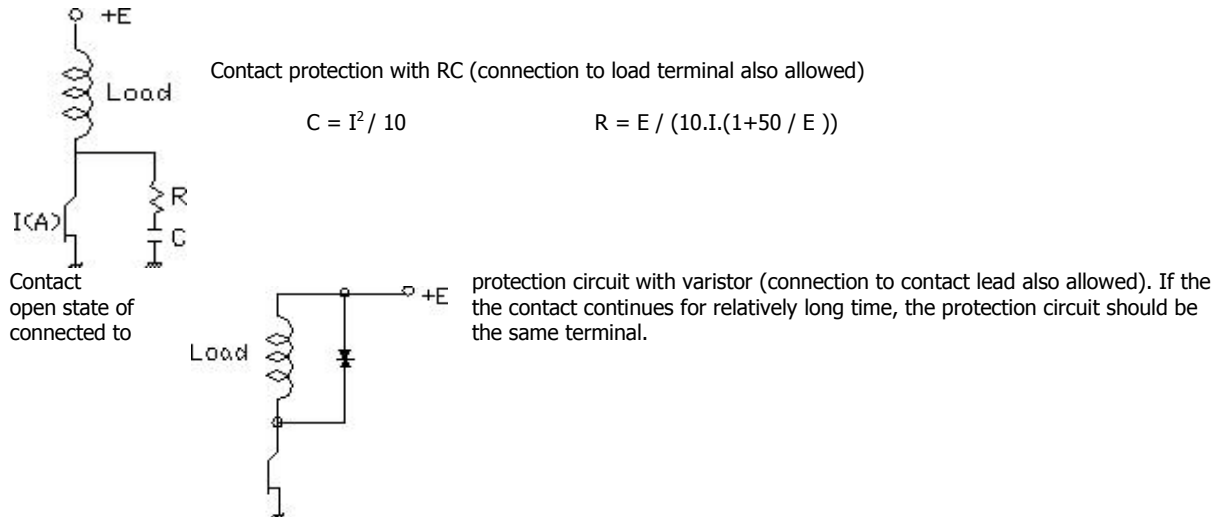 +E
Load
Contact protection with RC (connection to load terminal also allowed)
C = I² / 10 R = E / (10.I.(1+50 / E ))
R
I(A)
C
Contact protection circuit with varistor (connection to contact lead also allowed). If the
open state of the contact continues for relatively long time, the protection circuit should be
connected to the same terminal.
+E
Load